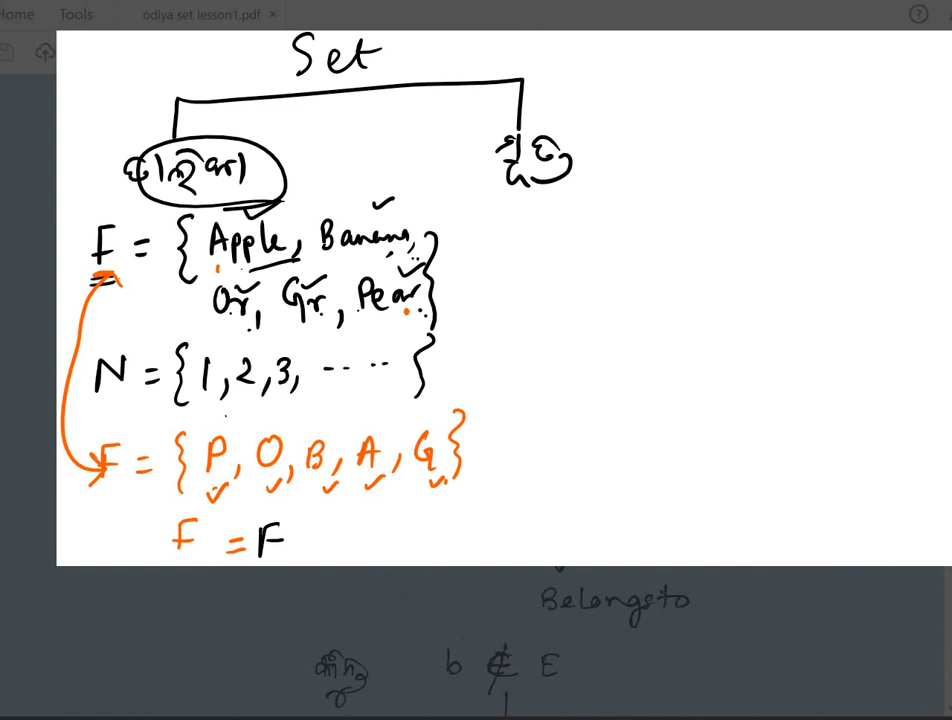 Home Tools odiya set lesson1.pdf × ?
Set
F = { Apple, Banana,
Or, Gr, Pear }
N = { 1, 2, 3, ---- -- }
F = { P, O, B, A, G }
F = F
Belongsto
b ∉ E